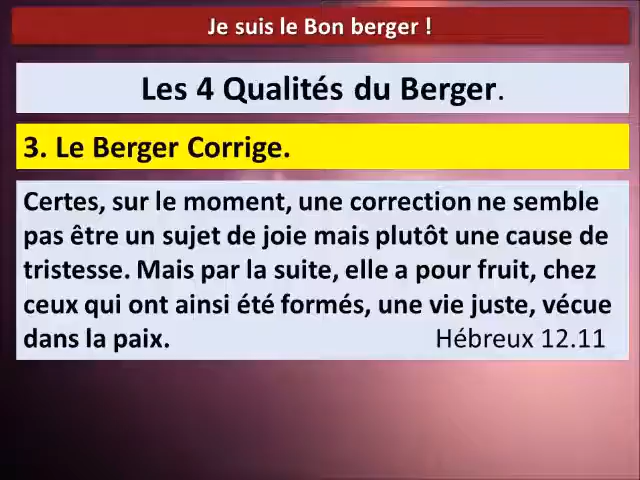 Je suis le Bon berger !
Les 4 Qualités du Berger.
3. Le Berger Corrige.
Certes, sur le moment, une correction ne semble
pas être un sujet de joie mais plutôt une cause de
tristesse. Mais par la suite, elle a pour fruit, chez
ceux qui ont ainsi été formés, une vie juste, vécue
dans la paix. Hébreux 12.11